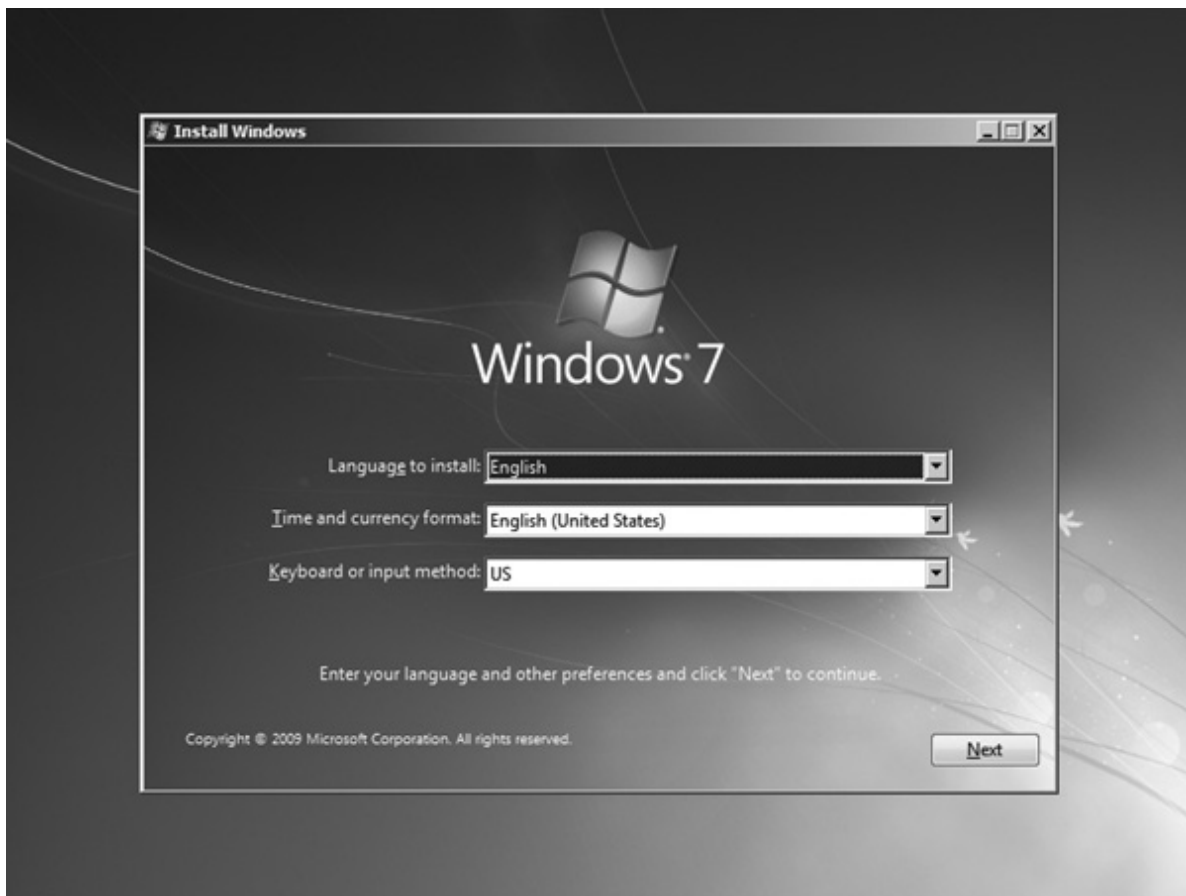 Install Windows
Windows® 7
Language to install: English
Time and currency format: English (United States)
Keyboard or input method: US
Enter your language and other preferences and click "Next" to continue.
Copyright © 2009 Microsoft Corporation. All rights reserved.
Next